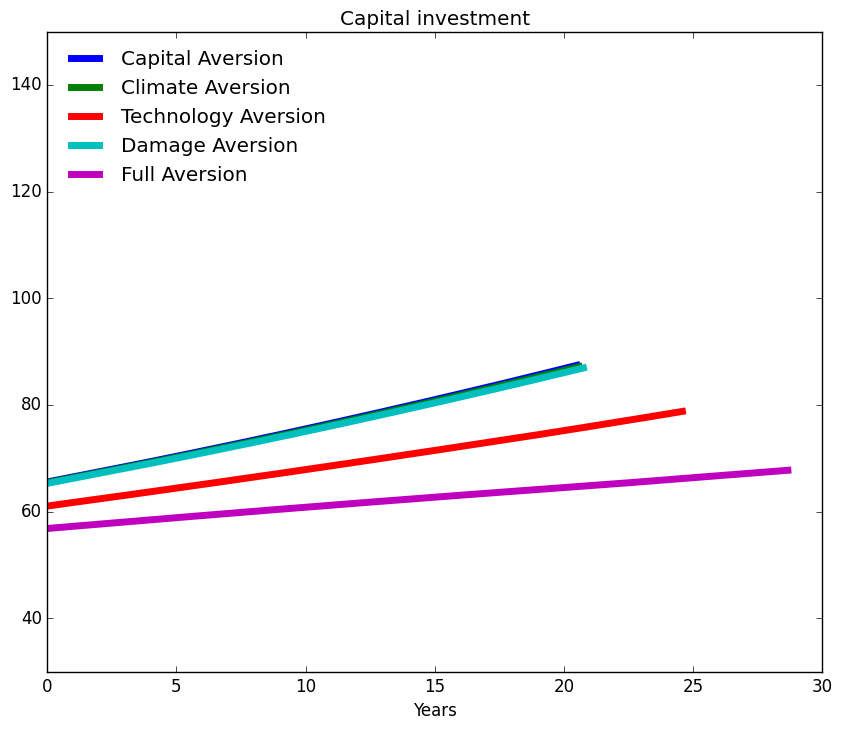 Capital investment
Capital Aversion
Climate Aversion
Technology Aversion
Damage Aversion
Full Aversion
140
120
100
80
60
40
0 5 10 15 20 25 30
Years